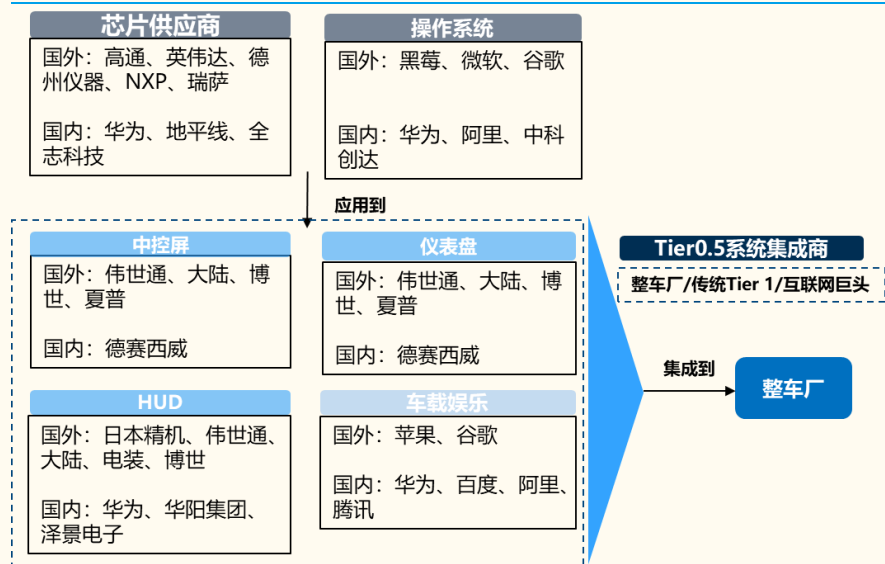 芯片供应商
国外：高通、英伟达、德
州仪器、NXP、瑞萨
国内：华为、地平线、全
志科技
操作系统
国外：黑莓、微软、谷歌
国内：华为、阿里、中科
创达
应用到
中控屏
国外：伟世通、大陆、博
世、夏普
国内：德赛西威
仪表盘
国外：伟世通、大陆、博
世、夏普
国内：德赛西威
HUD
国外：日本精机、伟世通、
大陆、电装、博世
国内：华为、华阳集团、
泽景电子
车载娱乐
国外：苹果、谷歌
国内：华为、百度、阿里、
腾讯
Tier0.5系统集成商
整车厂/传统Tier 1/互联网巨头
集成到
整车厂